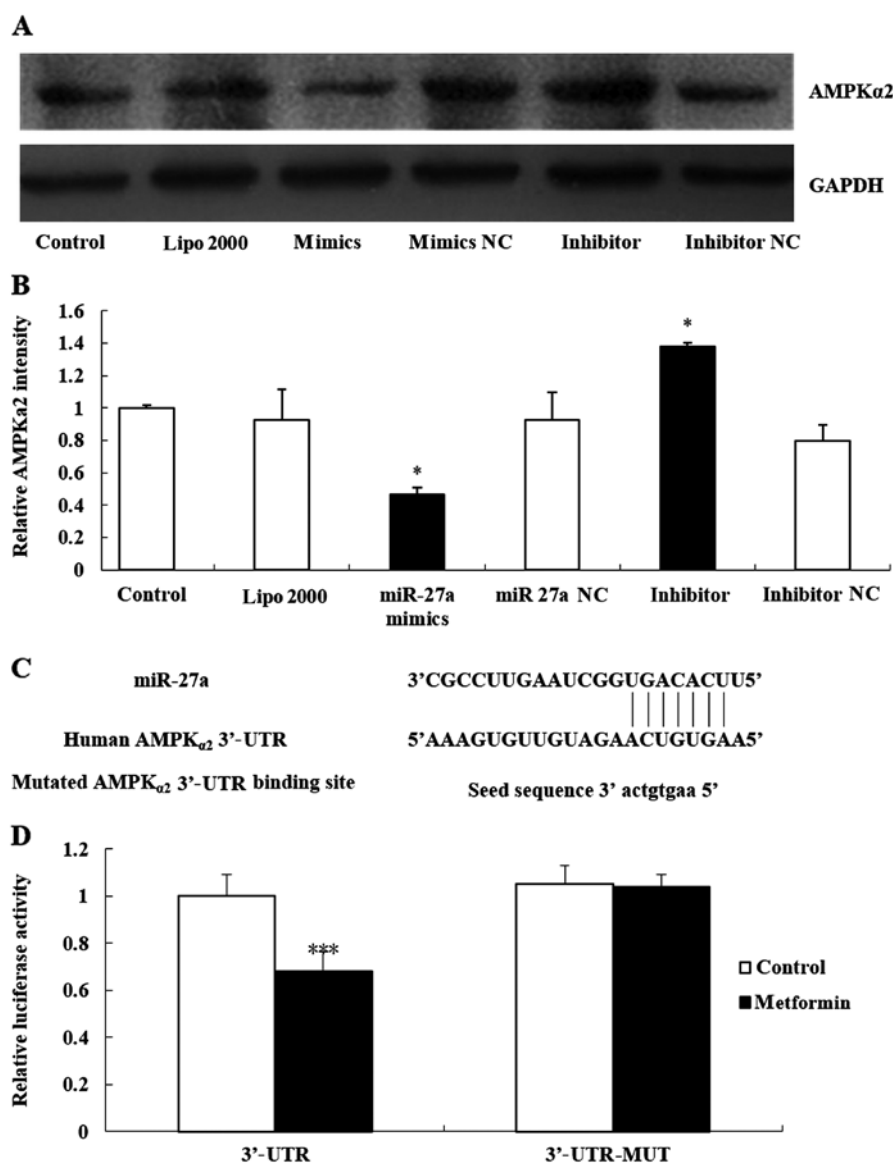 A
AMPKα2
GAPDH
Control Lipo 2000 Mimics Mimics NC Inhibitor Inhibitor NC
B
Relative AMPKa2 intensity
1.6
1.4
1.2
1
0.8
0.6
0.4
0.2
0
*
*
Control Lipo 2000 miR-27a mimics miR 27a NC Inhibitor Inhibitor NC
C
miR-27a 3’CGCCUUGAAUCGGUGACACUU5’
Human AMPKα2 3’-UTR 5’AAAGUGUUGUAGAACUGUGAA5’
Mutated AMPKα2 3’-UTR binding site Seed sequence 3’ actgtgaa 5’
D
Relative luciferase activity
1.2
1
0.8
0.6
0.4
0.2
0
***
Control
Metformin
3’-UTR 3’-UTR-MUT